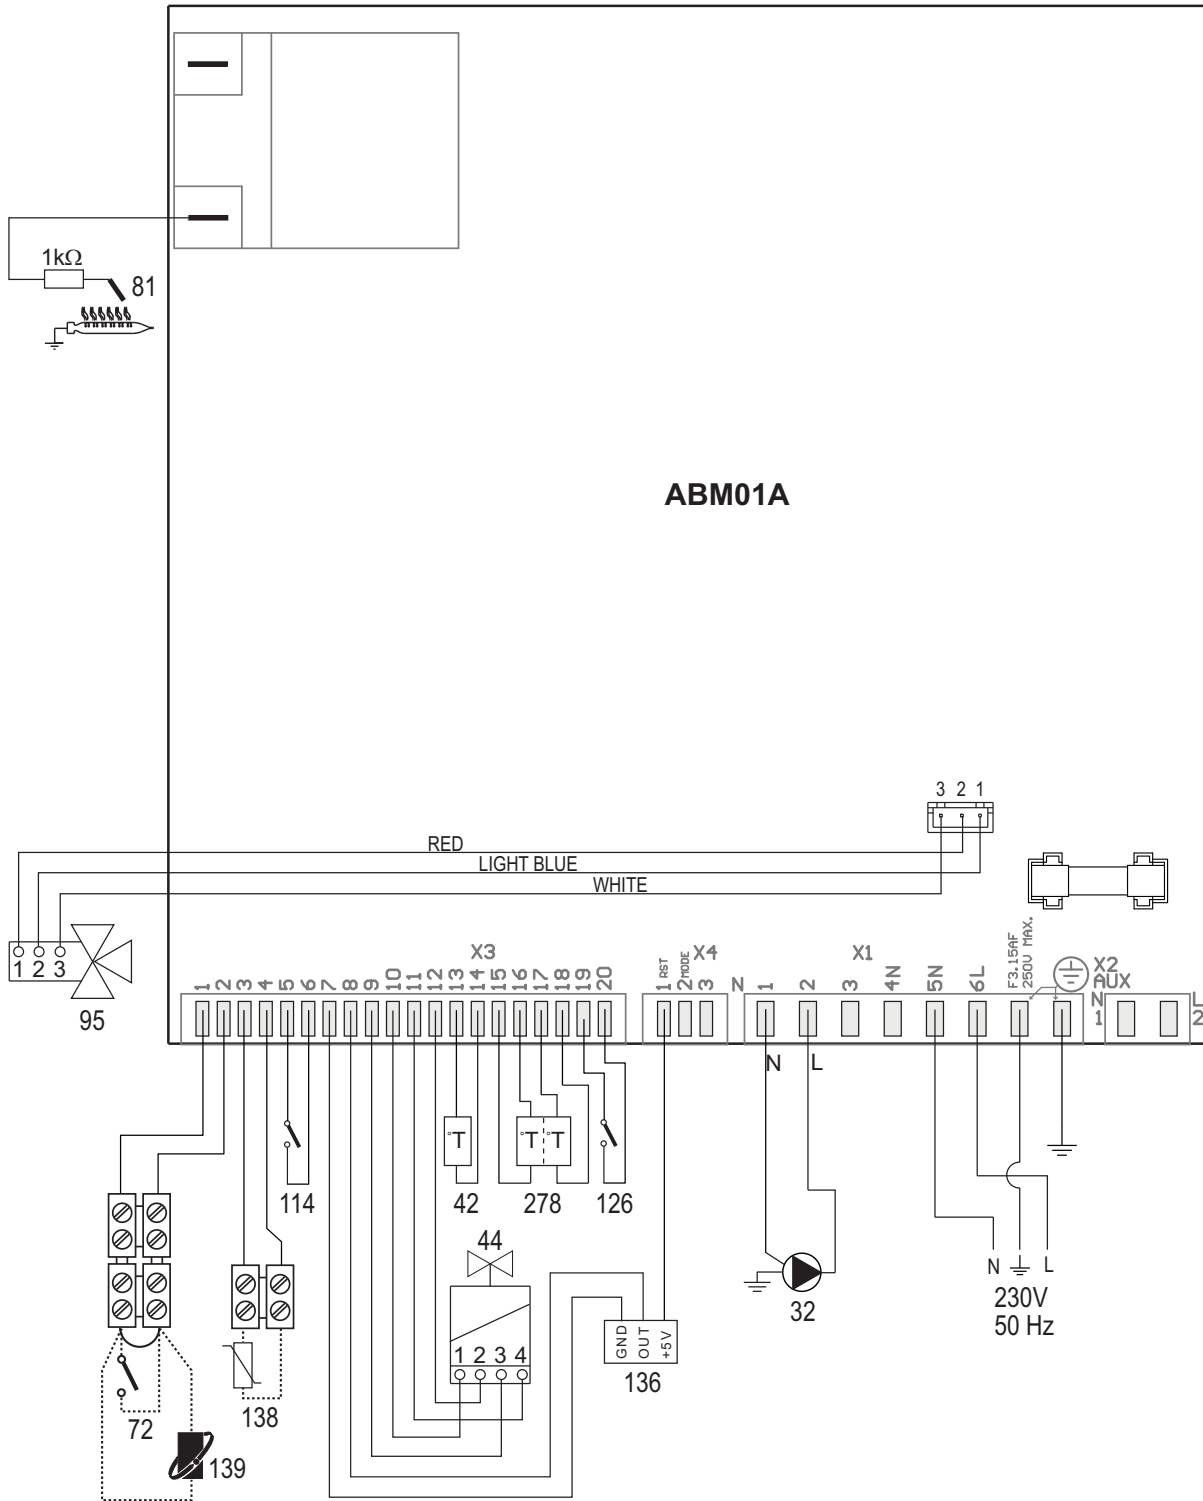 1kΩ
81
ABM01A
3 2 1
RED
LIGHT BLUE
WHITE
1 2 3
95
X3
1 2 3 4 5 6 7 8 9 10 11 12 13 14 15 16 17 18 19 20
X4
1 RST
2 MODE
3
N
X1
1 2 3 4N 5N 6L
F3.15AF
250V MAX.
X2
AUX
N
1
L
2
N
L
114
°T
42
°T °T
278
126
44
1 2 3 4
GND
OUT
+5V
136
32
N
L
230V
50 Hz
72
138
139